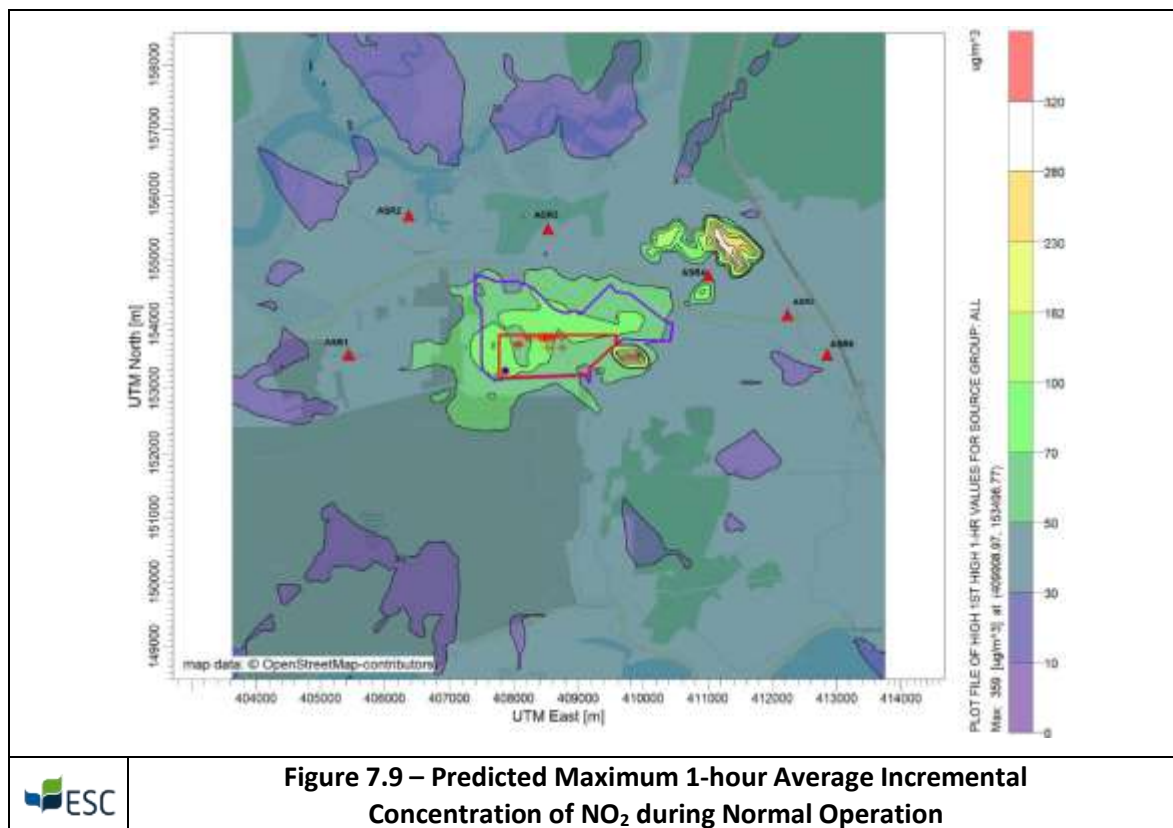 UTM North [m]
158000
157000
156000
155000
154000
153000
152000
151000
150000
149000
ASR2
ASR3
ASR4
ASR1
map data: © OpenStreetMap-contributors
404000 405000 406000 407000 408000 409000 410000 411000 412000 413000 414000
UTM East [m]
PLOT FILE OF HIGH 1ST HIGH 1-HR VALUES FOR SOURCE GROUP: ALL
ug/m^3
Max: 359 [ug/m^3] at (409908.97, 153496.77)
320
280
230
182
100
70
50
30
10
0
ESC
Figure 7.9 – Predicted Maximum 1-hour Average Incremental
Concentration of NO₂ during Normal Operation